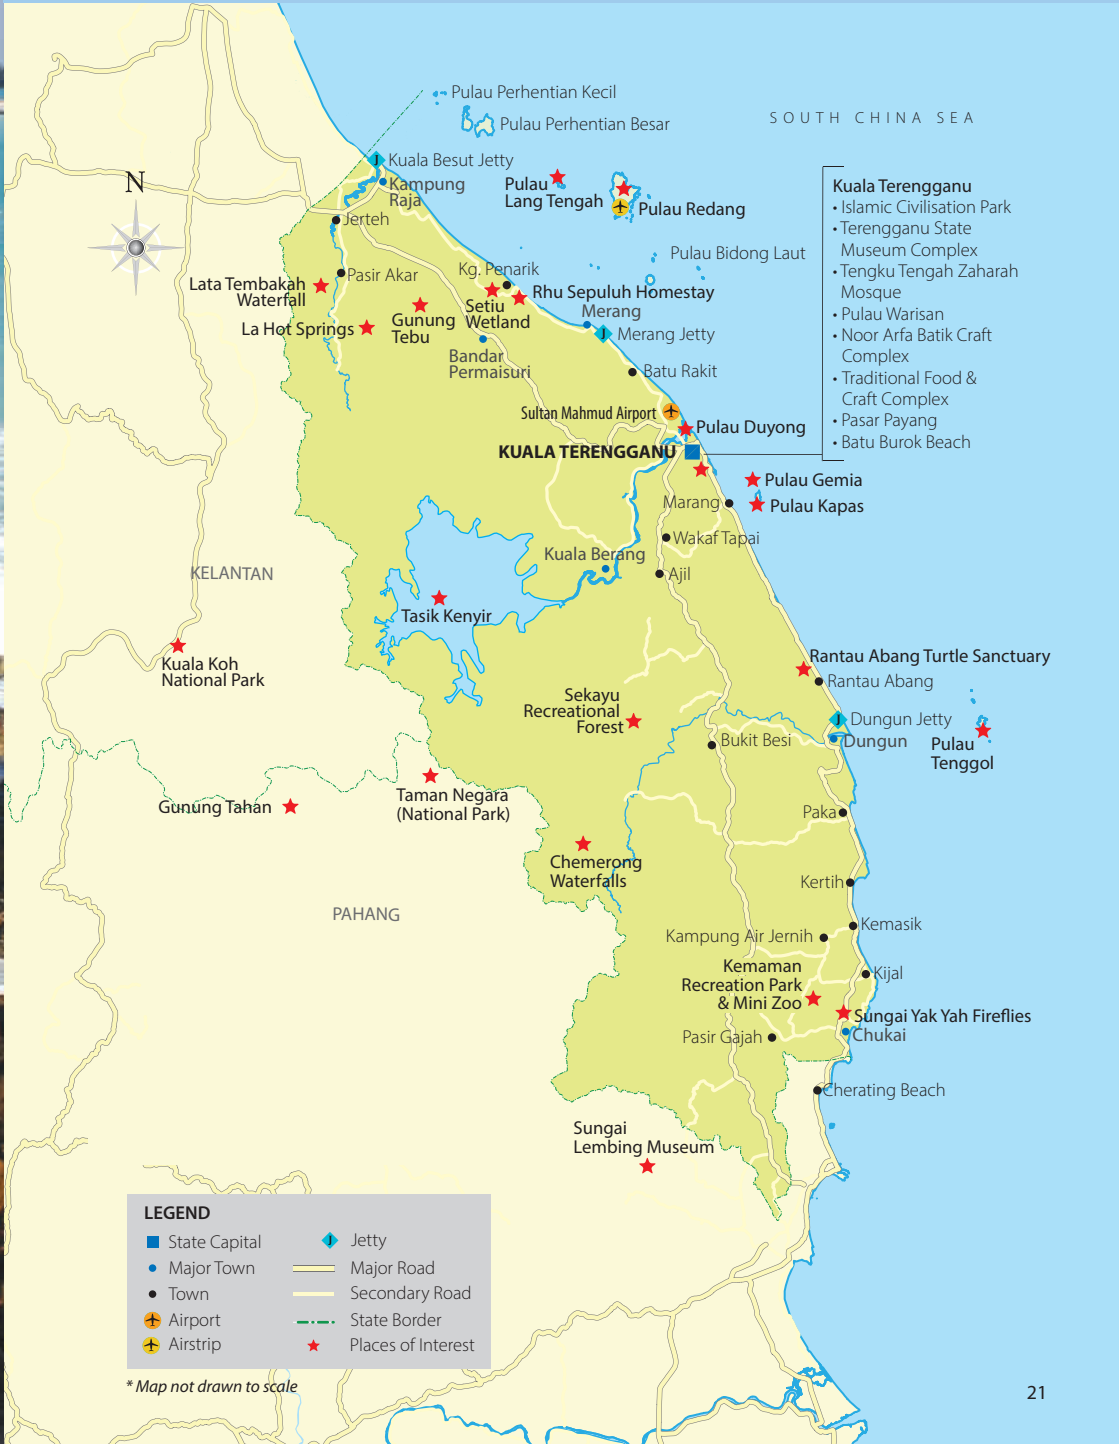 Pulau Perhentian Kecil
Pulau Perhentian Besar
SOUTH CHINA SEA
Kuala Besut Jetty
Kampung
Raja
Pulau
Lang Tengah
Pulau Redang
N
Jerteh
Pulau Bidong Laut
Kuala Terengganu
• Islamic Civilisation Park
• Terengganu State
Museum Complex
• Tengku Tengah Zaharah
Mosque
• Pulau Warisan
• Noor Arfa Batik Craft
Complex
• Traditional Food &
Craft Complex
• Pasar Payang
• Batu Burok Beach
Lata Tembakah
Waterfall
Pasir Akar
Kg. Penarik
Rhu Sepuluh Homestay
La Hot Springs
Gunung
Tebu
Setiu
Wetland
Merang
J
Merang Jetty
Bandar
Permaisuri
Batu Rakit
Sultan Mahmud Airport
Pulau Duyong
KUALA TERENGGANU
Pulau Gemia
Pulau Kapas
Marang
Wakaf Tapai
Kuala Berang
Ajil
KELANTAN
Tasik Kenyir
Kuala Koh
National Park
Rantau Abang Turtle Sanctuary
Rantau Abang
Sekayu
Recreational
Forest
J
Dungun Jetty
Dungun
Bukit Besi
Pulau
Tenggol
Taman Negara
(National Park)
Gunung Tahan
Paka
Chemerong
Waterfalls
Kertih
PAHANG
Kemasik
Kampung Air Jernih
Kemaman
Recreation Park
& Mini Zoo
Kijal
Sungai Yak Yah Fireflies
Chukai
Pasir Gajah
Cherating Beach
Sungai
Lembing Museum
LEGEND
State Capital
Major Town
Town
Airport
Airstrip
J
Jetty
Major Road
Secondary Road
State Border
Places of Interest
* Map not drawn to scale
21
J